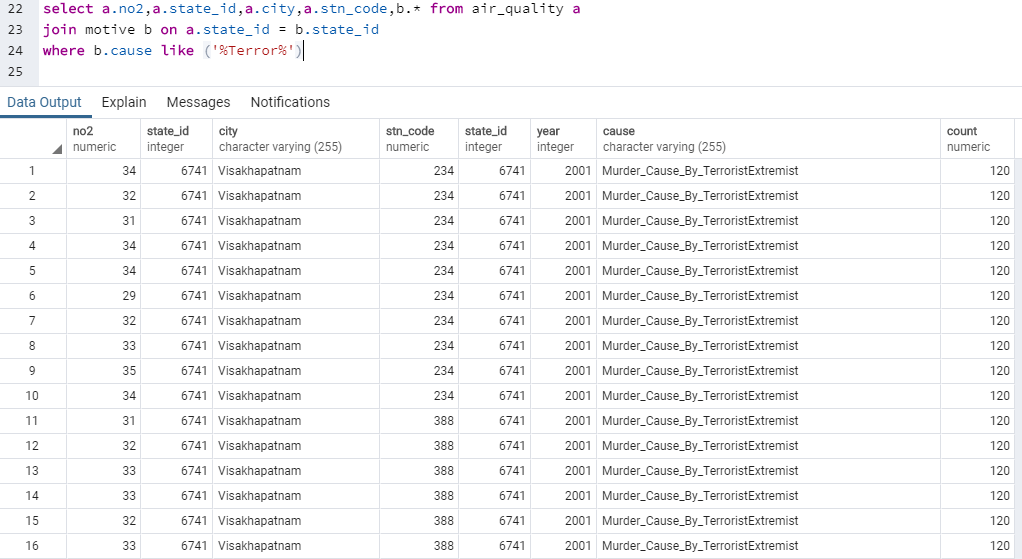 22 select a.no2,a.state_id,a.city,a.stn_code,b.* from air_quality a
23 join motive b on a.state_id = b.state_id
24 where b.cause like ('%Terror%')
25
Data Output Explain Messages Notifications
no2 state_id city stn_code state_id year cause count
numeric integer character varying (255) numeric integer integer character varying (255) numeric
1 34 6741 Visakhapatnam 234 6741 2001 Murder_Cause_By_TerroristExtremist 120
2 32 6741 Visakhapatnam 234 6741 2001 Murder_Cause_By_TerroristExtremist 120
3 31 6741 Visakhapatnam 234 6741 2001 Murder_Cause_By_TerroristExtremist 120
4 34 6741 Visakhapatnam 234 6741 2001 Murder_Cause_By_TerroristExtremist 120
5 34 6741 Visakhapatnam 234 6741 2001 Murder_Cause_By_TerroristExtremist 120
6 29 6741 Visakhapatnam 234 6741 2001 Murder_Cause_By_TerroristExtremist 120
7 32 6741 Visakhapatnam 234 6741 2001 Murder_Cause_By_TerroristExtremist 120
8 33 6741 Visakhapatnam 234 6741 2001 Murder_Cause_By_TerroristExtremist 120
9 35 6741 Visakhapatnam 234 6741 2001 Murder_Cause_By_TerroristExtremist 120
10 34 6741 Visakhapatnam 234 6741 2001 Murder_Cause_By_TerroristExtremist 120
11 31 6741 Visakhapatnam 388 6741 2001 Murder_Cause_By_TerroristExtremist 120
12 32 6741 Visakhapatnam 388 6741 2001 Murder_Cause_By_TerroristExtremist 120
13 33 6741 Visakhapatnam 388 6741 2001 Murder_Cause_By_TerroristExtremist 120
14 33 6741 Visakhapatnam 388 6741 2001 Murder_Cause_By_TerroristExtremist 120
15 32 6741 Visakhapatnam 388 6741 2001 Murder_Cause_By_TerroristExtremist 120
16 33 6741 Visakhapatnam 388 6741 2001 Murder_Cause_By_TerroristExtremist 120